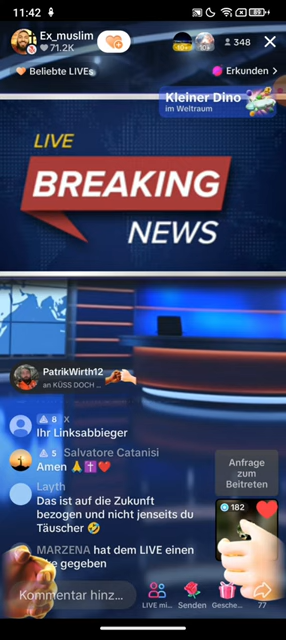 11:42
Ex_muslim
71.2K
10+
10+
348
Beliebte LIVEs
Erkunden >
Kleiner Dino
im Weltraum
LIVE
BREAKING
NEWS
PatrikWirth12
an KÜSS DOCH ...
8 X
Ihr Linksabbieger
5 Salvatore Catanisi
Amen 🙏✝️❤️
Layth
Das ist auf die Zukunft
bezogen und nicht jenseits du
Täuscher 🤣
MARZENA hat dem LIVE einen
gegeben
Anfrage
zum
Beitreten
182
Kommentar hinz...
LIVE mi...
Senden
Gesche...
77